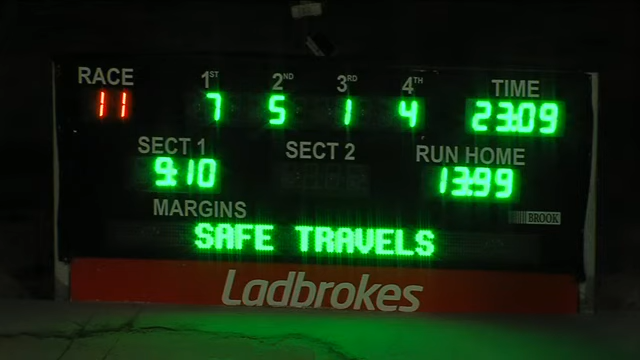 RACE 1ST 2ND 3RD 4TH TIME
11 7 5 1 4 23:09
SECT 1 SECT 2 RUN HOME
9:10 13:99
MARGINS
BROOK
SAFE TRAVELS
Ladbrokes